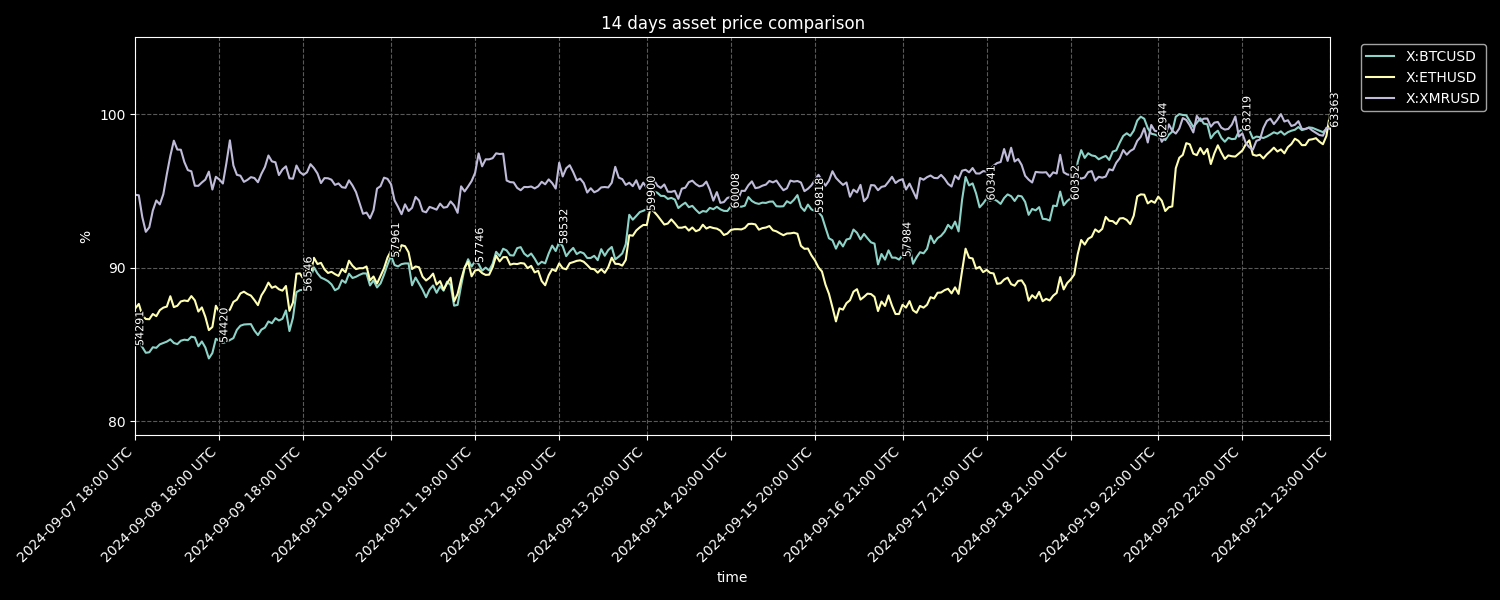 14 days asset price comparison
X:BTCUSD
X:ETHUSD
X:XMRUSD
%
100
90
80
54291
54420
56546
57961
57746
58532
59900
60008
59818
57984
60341
60352
62944
63219
63363
2024-09-07 18:00 UTC
2024-09-08 18:00 UTC
2024-09-09 18:00 UTC
2024-09-10 19:00 UTC
2024-09-11 19:00 UTC
2024-09-12 19:00 UTC
2024-09-13 20:00 UTC
2024-09-14 20:00 UTC
2024-09-15 20:00 UTC
2024-09-16 21:00 UTC
2024-09-17 21:00 UTC
2024-09-18 21:00 UTC
2024-09-19 22:00 UTC
2024-09-20 22:00 UTC
2024-09-21 23:00 UTC
time